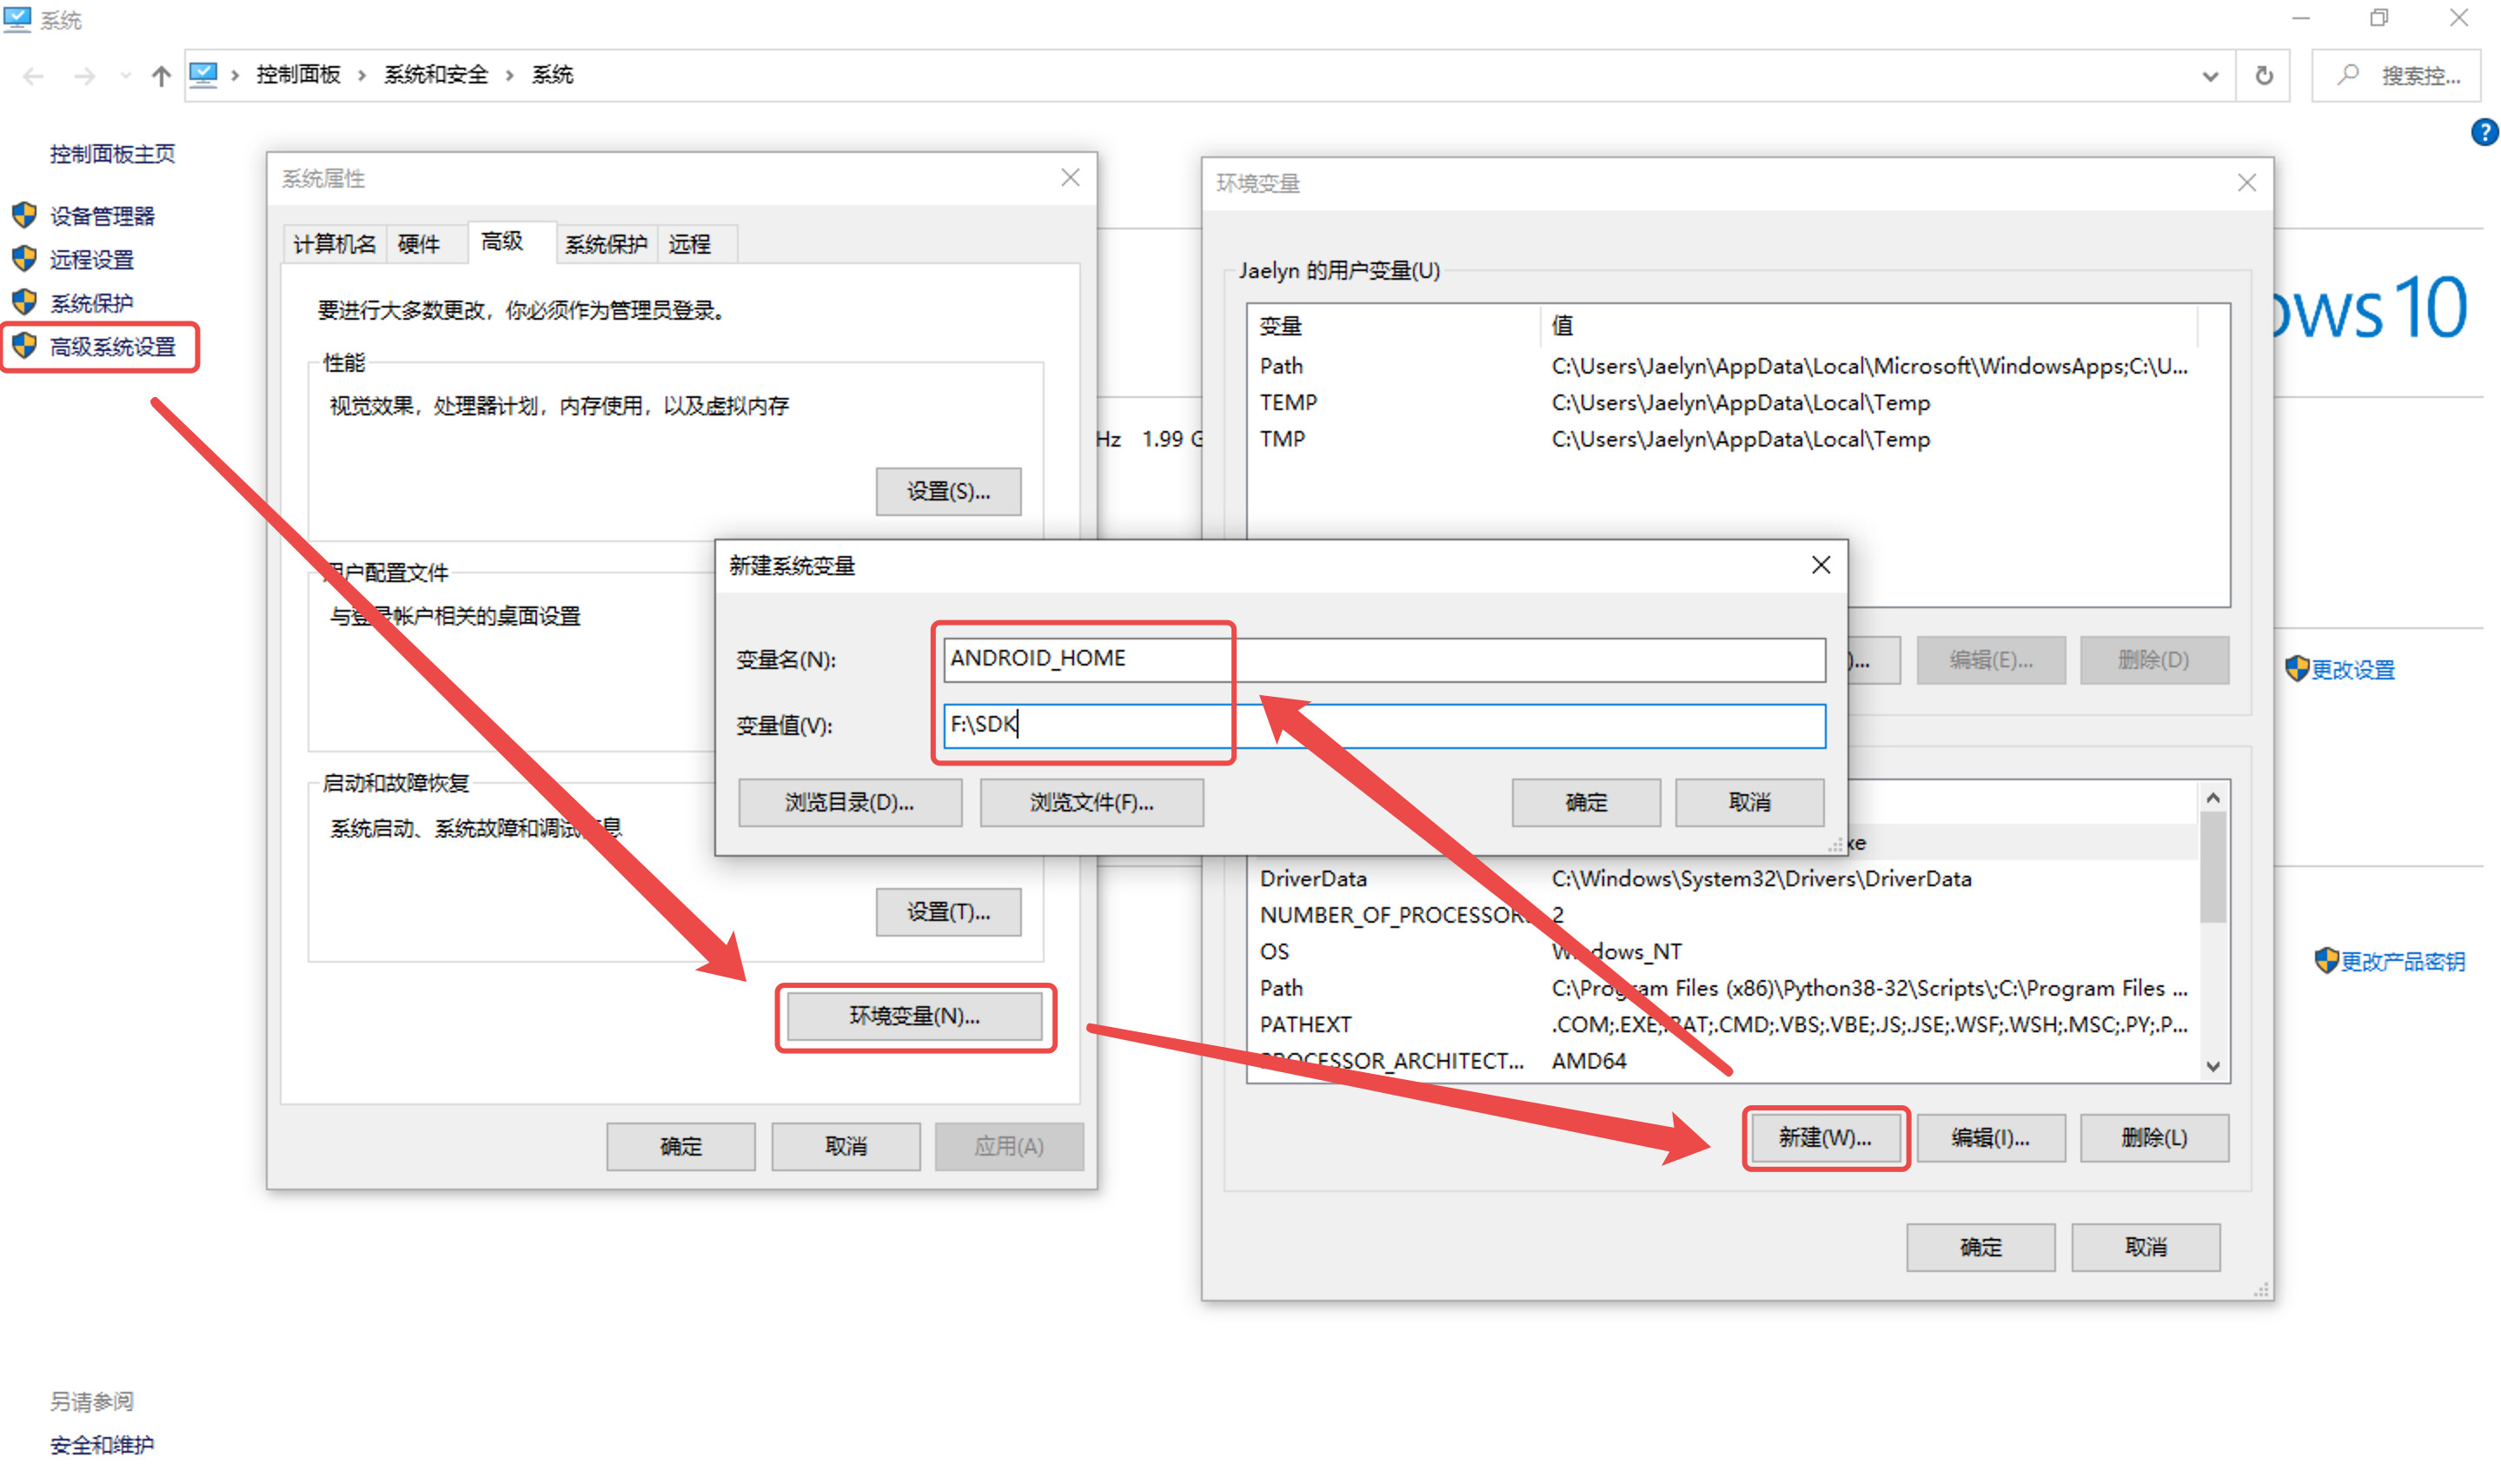 系统
控制面板 系统和安全 系统
搜索控...
控制面板主页
设备管理器
远程设置
系统保护
高级系统设置
另请参阅
安全和维护
系统属性
计算机名 硬件 高级 系统保护 远程
要进行大多数更改，你必须作为管理员登录。
性能
视觉效果，处理器计划，内存使用，以及虚拟内存
设置(S)...
用户配置文件
与登录帐户相关的桌面设置
启动和故障恢复
系统启动、系统故障和调试信息
设置(T)...
环境变量(N)...
确定 取消 应用(A)
Hz 1.99
新建系统变量
变量名(N): ANDROID_HOME
变量值(V): F:\SDK
浏览目录(D)... 浏览文件(F)... 确定 取消
环境变量
Jaelyn 的用户变量(U)
变量 值
Path C:\Users\Jaelyn\AppData\Local\Microsoft\WindowsApps;C:\U...
TEMP C:\Users\Jaelyn\AppData\Local\Temp
TMP C:\Users\Jaelyn\AppData\Local\Temp
)... 编辑(E)... 删除(D)
xe
DriverData C:\Windows\System32\Drivers\DriverData
NUMBER_OF_PROCESSORS 2
OS Windows_NT
Path C:\Program Files (x86)\Python38-32\Scripts\;C:\Program Files ...
PATHEXT .COM;.EXE;.BAT;.CMD;.VBS;.VBE;.JS;.JSE;.WSF;.WSH;.MSC;.PY;.P...
PROCESSOR_ARCHITECT... AMD64
新建(W)... 编辑(I)... 删除(L)
确定 取消
ows 10
更改设置
更改产品密钥